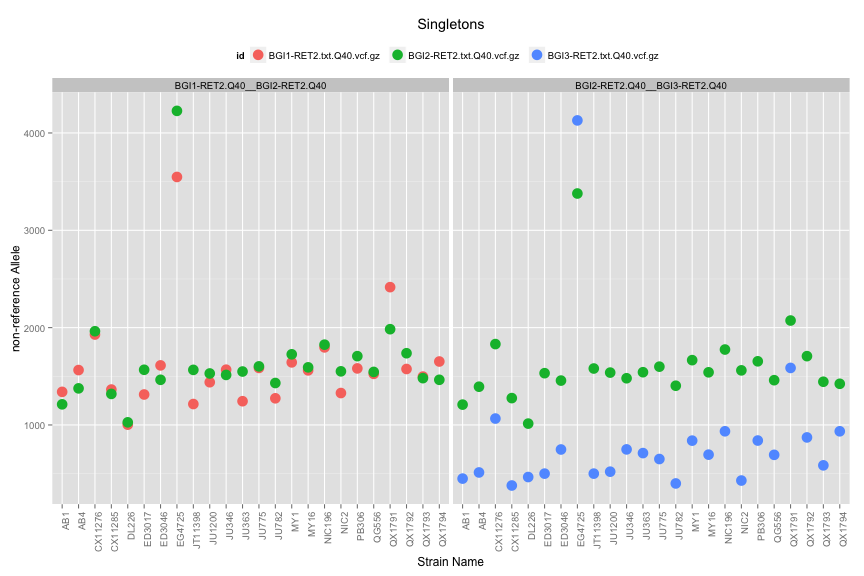 Singletons
id BGI1-RET2.txt.Q40.vcf.gz BGI2-RET2.txt.Q40.vcf.gz BGI3-RET2.txt.Q40.vcf.gz
BGI1-RET2.Q40__BGI2-RET2.Q40 BGI2-RET2.Q40__BGI3-RET2.Q40
non-reference Allele
4000
3000
2000
1000
AB1 AB4 CX11276 CX11285 DL226 ED3017 ED3046 EG4725 JT11398 JU1200 JU346 JU363 JU775 JU782 MY1 MY16 NIC196 NIC2 PB306 QG556 QX1791 QX1792 QX1793 QX1794 AB1 AB4 CX11276 CX11285 DL226 ED3017 ED3046 EG4725 JT11398 JU1200 JU346 JU363 JU775 JU782 MY1 MY16 NIC196 NIC2 PB306 QG556 QX1791 QX1792 QX1793 QX1794
Strain Name